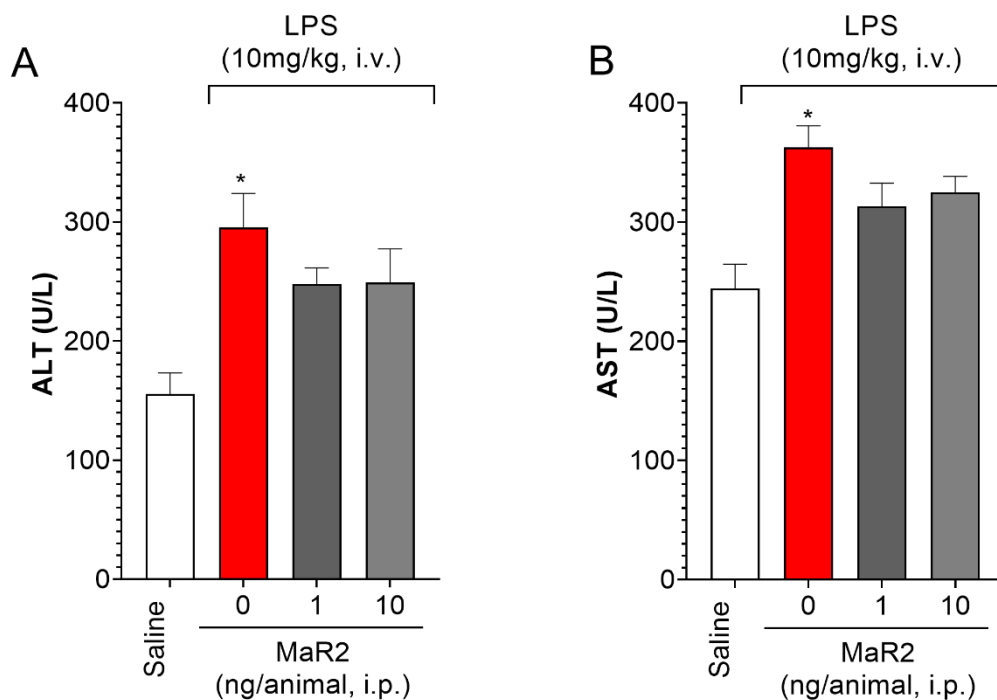 A
LPS
(10mg/kg, i.v.)
ALT (U/L)
400
300
200
100
0
*
Saline
0 1 10
MaR2
(ng/animal, i.p.)
B
LPS
(10mg/kg, i.v.)
AST (U/L)
400
300
200
100
0
*
Saline
0 1 10
MaR2
(ng/animal, i.p.)